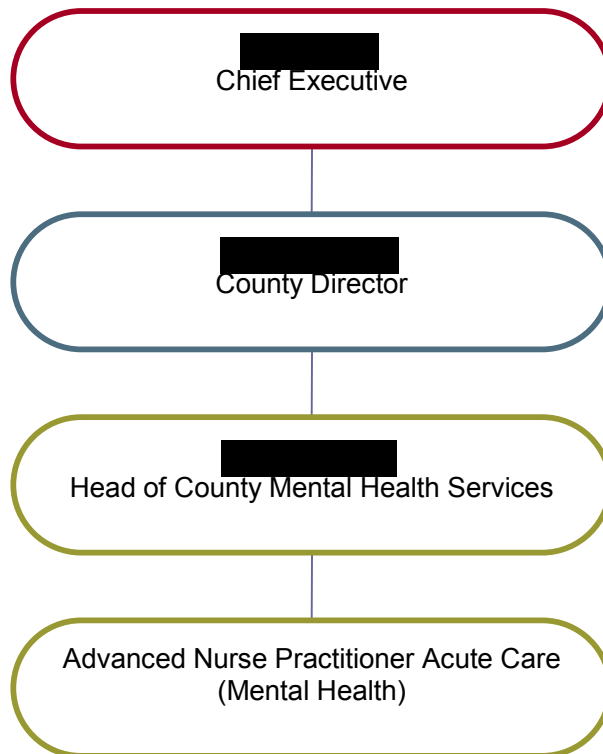 Chief Executive
County Director
Head of County Mental Health Services
Advanced Nurse Practitioner Acute Care
(Mental Health)